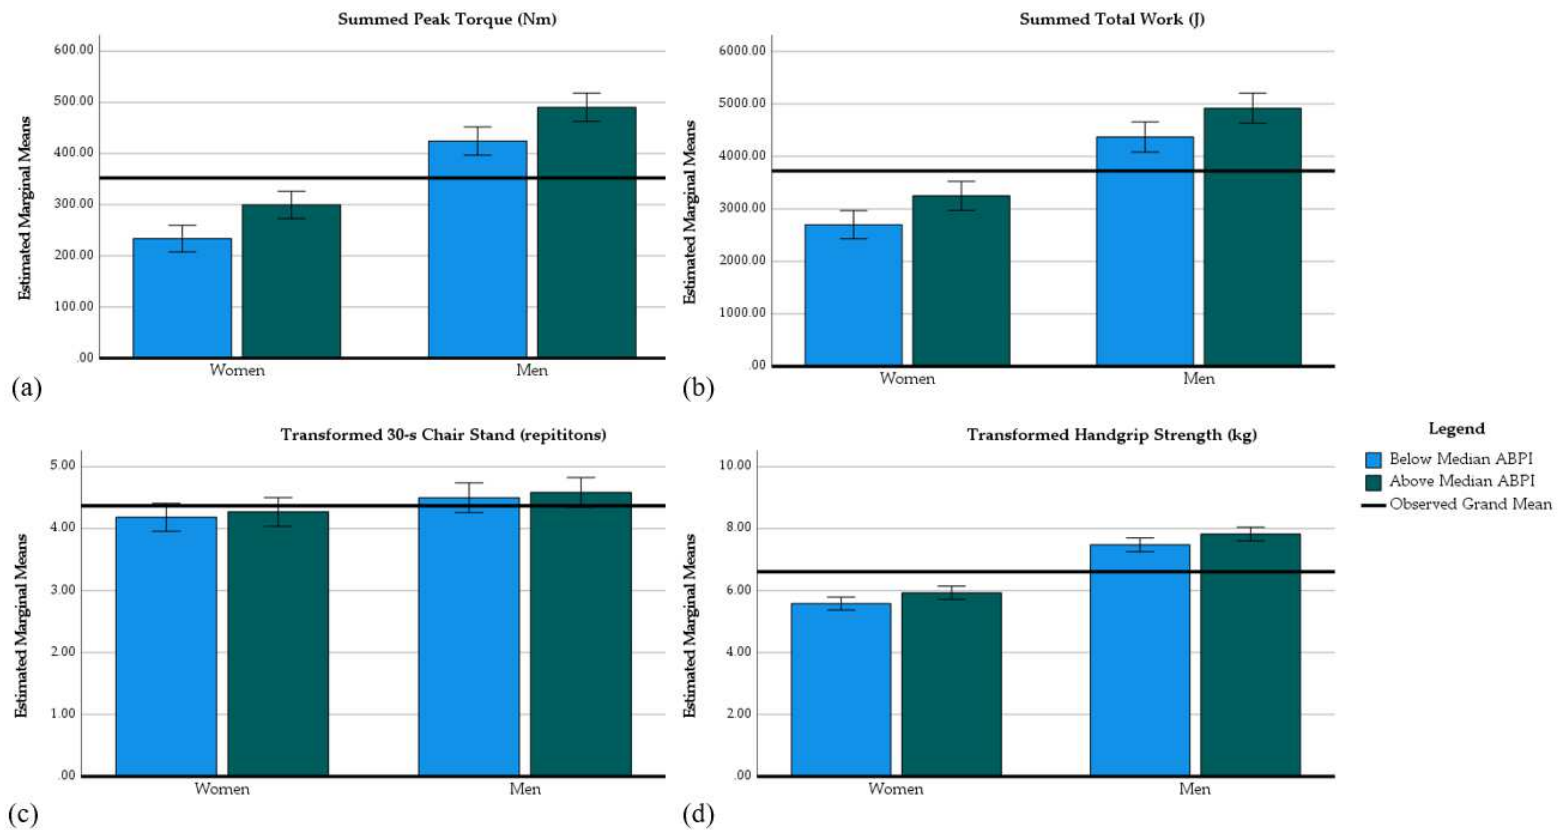 Summed Peak Torque (Nm)
Estimated Marginal Means
600.00
500.00
400.00
300.00
200.00
100.00
.00
Women
Men
(a)
Summed Total Work (J)
Estimated Marginal Means
6000.00
5000.00
4000.00
3000.00
2000.00
1000.00
.00
Women
Men
(b)
Transformed 30-s Chair Stand (repititons)
Estimated Marginal Means
5.00
4.00
3.00
2.00
1.00
.00
Women
Men
(c)
Transformed Handgrip Strength (kg)
Estimated Marginal Means
10.00
8.00
6.00
4.00
2.00
.00
Women
Men
(d)
Legend
Below Median ABPI
Above Median ABPI
Observed Grand Mean